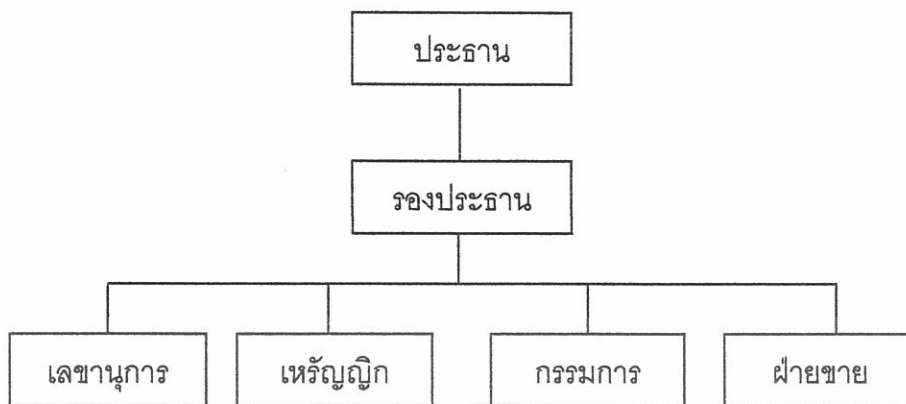 ประธาน
รองประธาน
เลขานุการ
เหรัญญิก
กรรมการ
ฝ่ายขาย